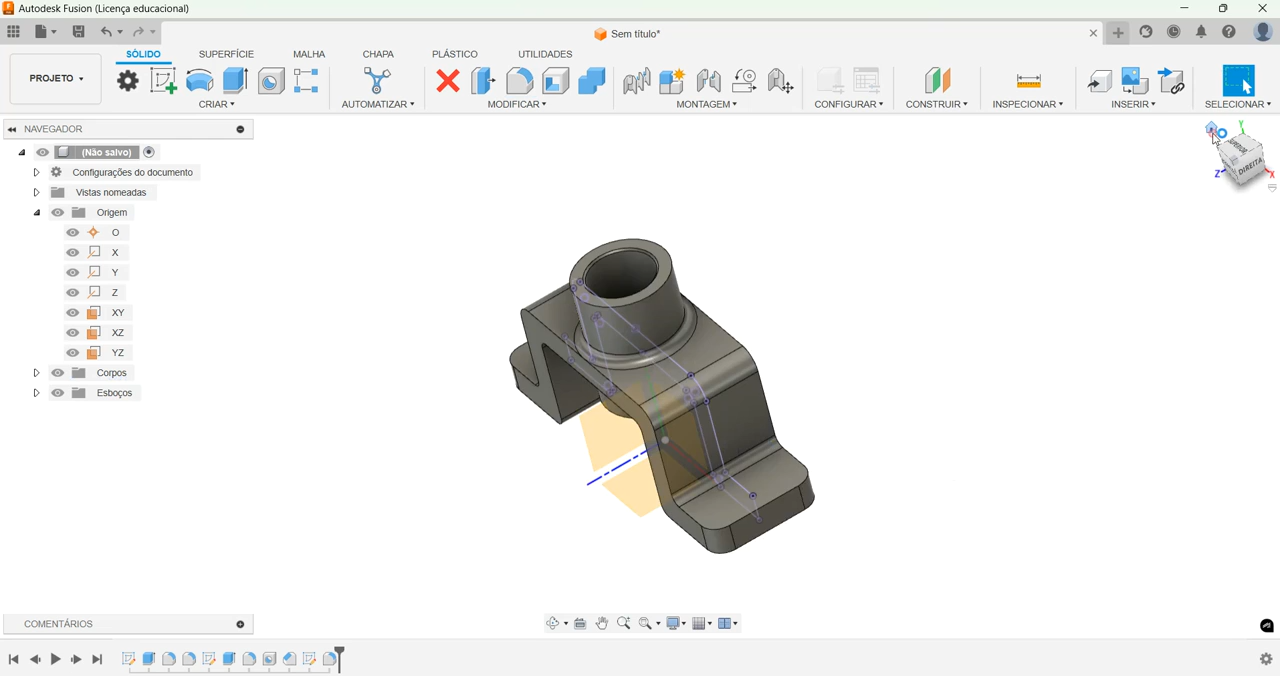 Autodesk Fusion (Licença educacional)
Sem título*
PROJETO
SÓLIDO
SUPERFÍCIE
MALHA
CHAPA
PLÁSTICO
UTILIDADES
CRIAR
AUTOMATIZAR
MODIFICAR
MONTAGEM
CONFIGURAR
CONSTRUIR
INSPECIONAR
INSERIR
SELECIONAR
NAVEGADOR
(Não salvo)
Configurações do documento
Vistas nomeadas
Origem
O
X
Y
Z
XY
XZ
YZ
Corpos
Esboços
Y
SUPERIOR
DIREITA
Z
X
COMENTÁRIOS